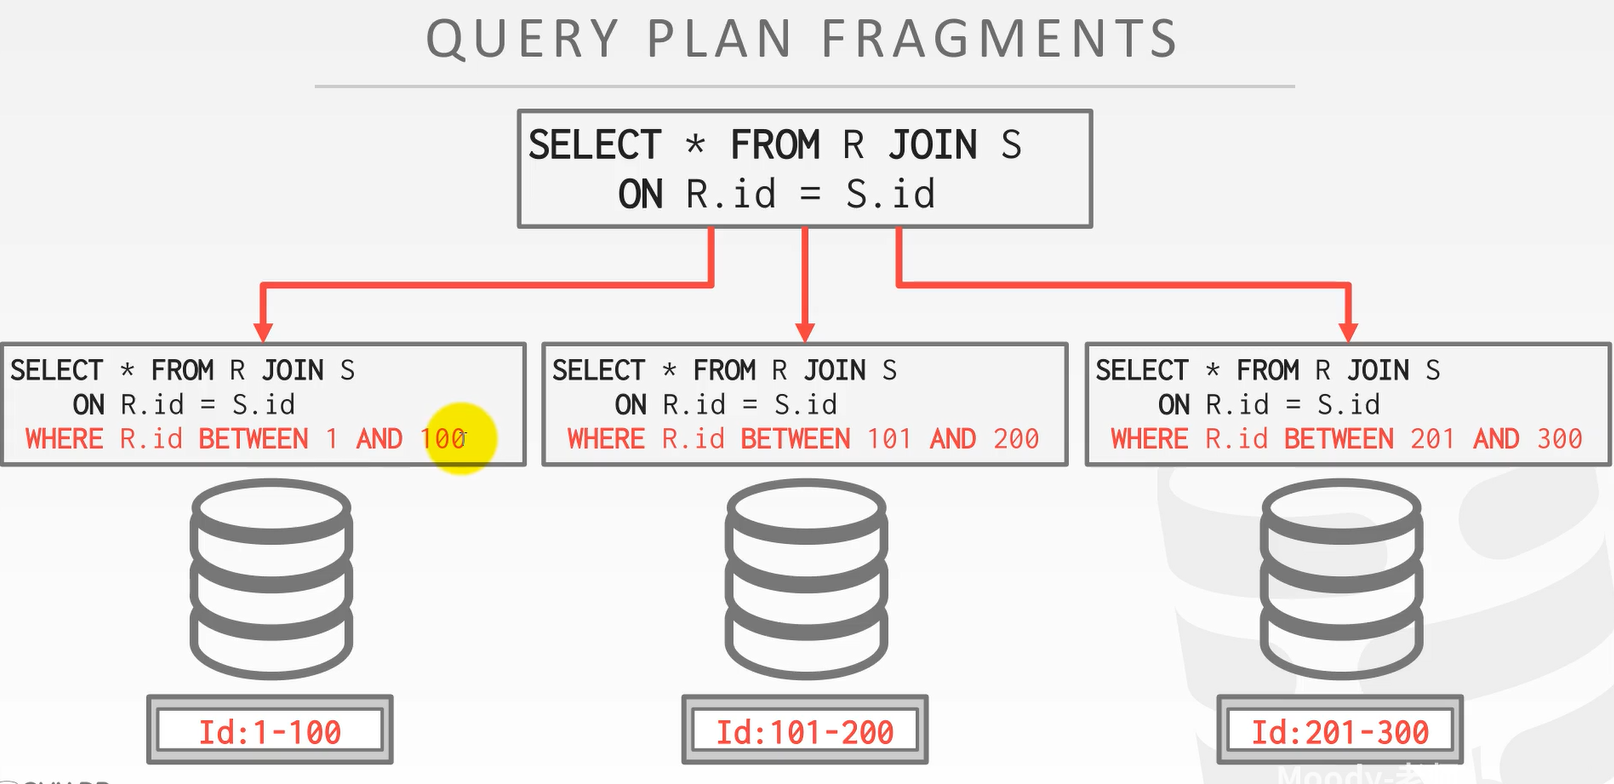 QUERY PLAN FRAGMENTS
SELECT * FROM R JOIN S
ON R.id = S.id
SELECT * FROM R JOIN S
ON R.id = S.id
WHERE R.id BETWEEN 1 AND 100
SELECT * FROM R JOIN S
ON R.id = S.id
WHERE R.id BETWEEN 101 AND 200
SELECT * FROM R JOIN S
ON R.id = S.id
WHERE R.id BETWEEN 201 AND 300
Id:1-100
Id:101-200
Id:201-300